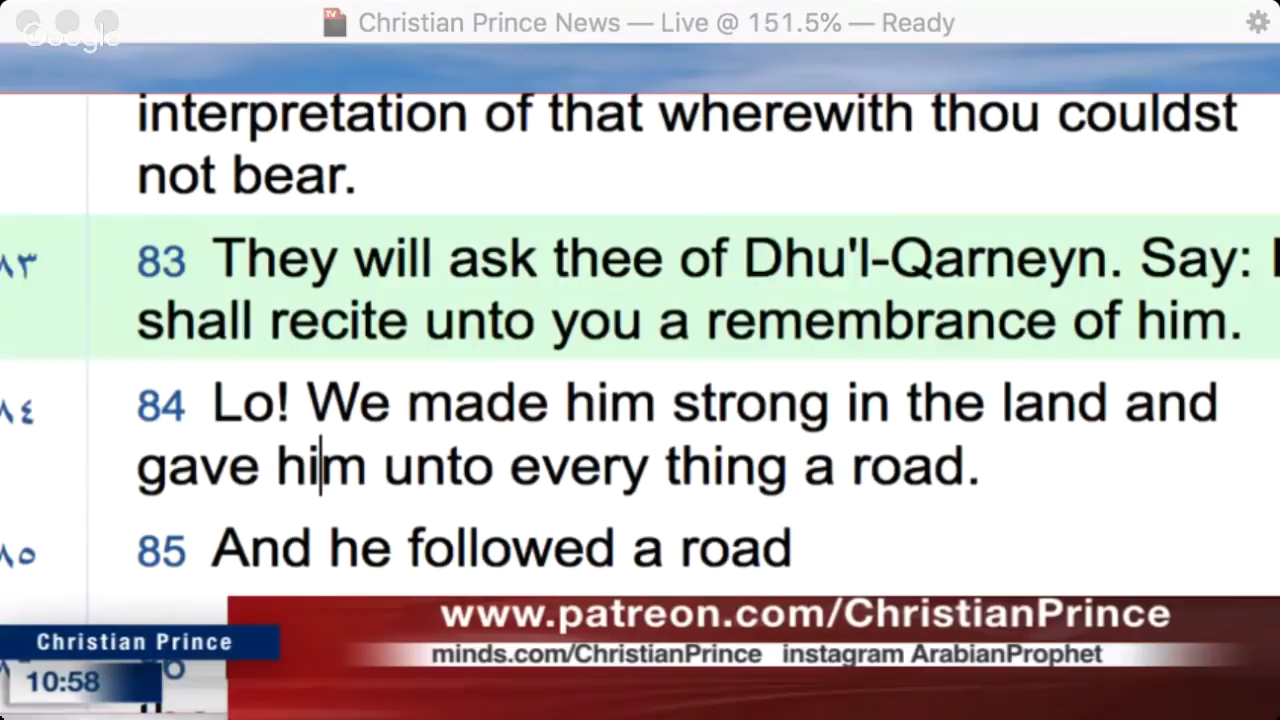 Christian Prince News — Live @ 151.5% — Ready
Google
interpretation of that wherewith thou couldst
not bear.
٨٣
83 They will ask thee of Dhu'l-Qarneyn. Say: I
shall recite unto you a remembrance of him.
٨٤
84 Lo! We made him strong in the land and
gave him unto every thing a road.
٨٥
85 And he followed a road
www.patreon.com/ChristianPrince
Christian Prince
minds.com/ChristianPrince instagram ArabianProphet
10:58